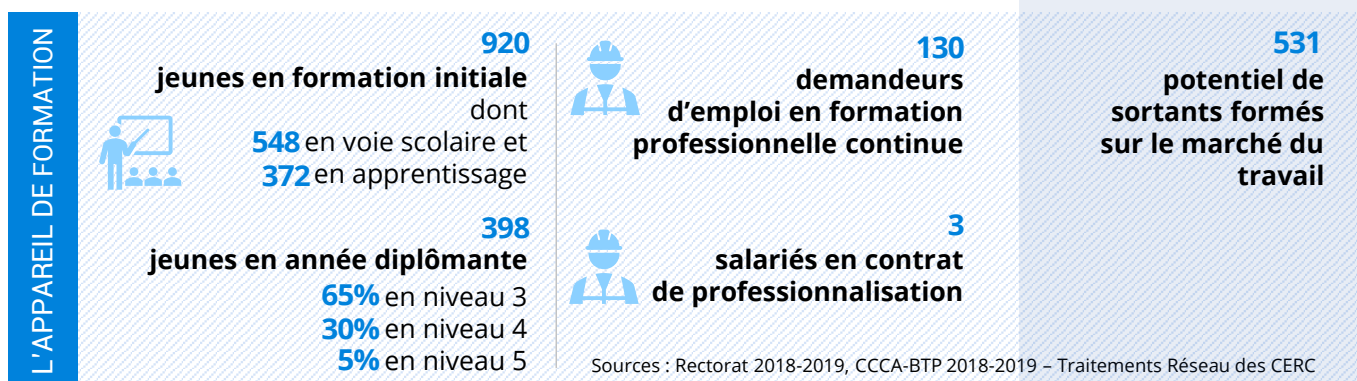 L'APPAREIL DE FORMATION
920
jeunes en formation initiale
dont
548 en voie scolaire et
372 en apprentissage
398
jeunes en année diplômante
65% en niveau 3
30% en niveau 4
5% en niveau 5
130
demandeurs
d’emploi en formation
professionnelle continue
3
salariés en contrat
de professionnalisation
531
potentiel de
sortants formés
sur le marché du
travail
Sources : Rectorat 2018-2019, CCCA-BTP 2018-2019 – Traitements Réseau des CERC